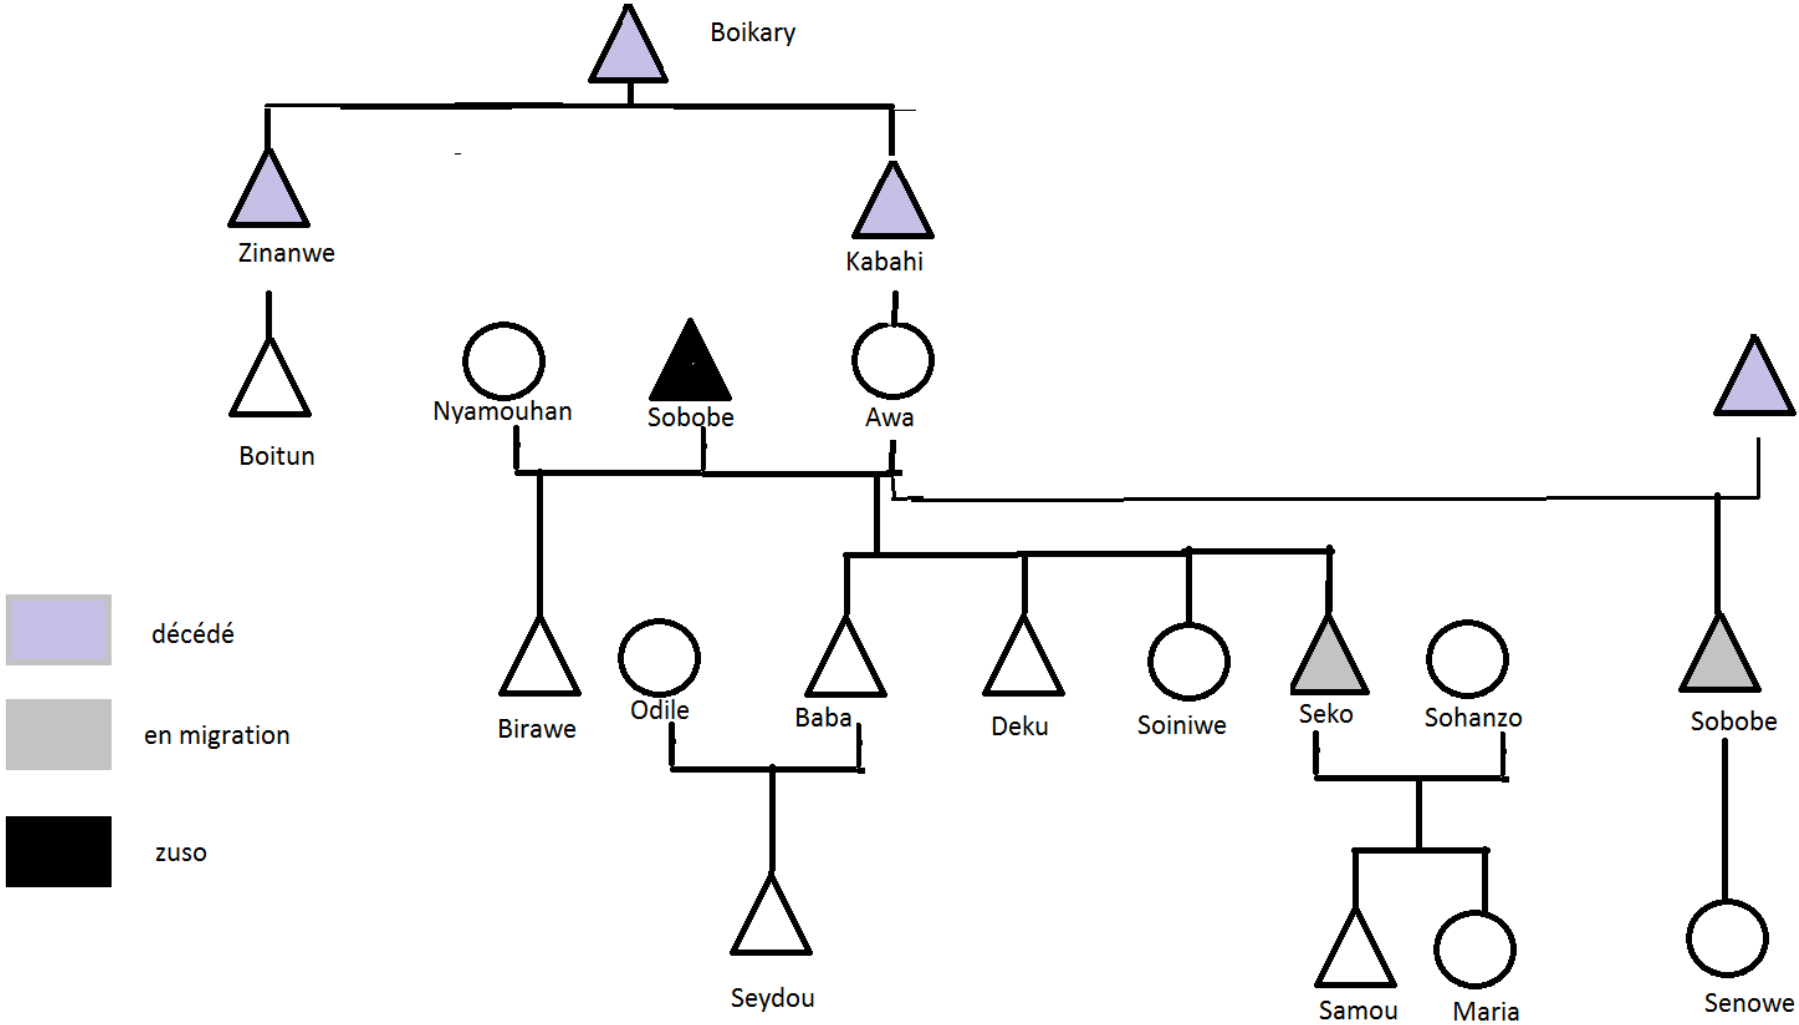 Boikary
Zinanwe
Kabahi
Nyamouhan
Sobobe
Awa
Boitun
décédé
en migration
zuso
Birawe
Odile
Baba
Deku
Soiniwe
Seko
Sohanzo
Sobobe
Seydou
Samou
Maria
Senowe